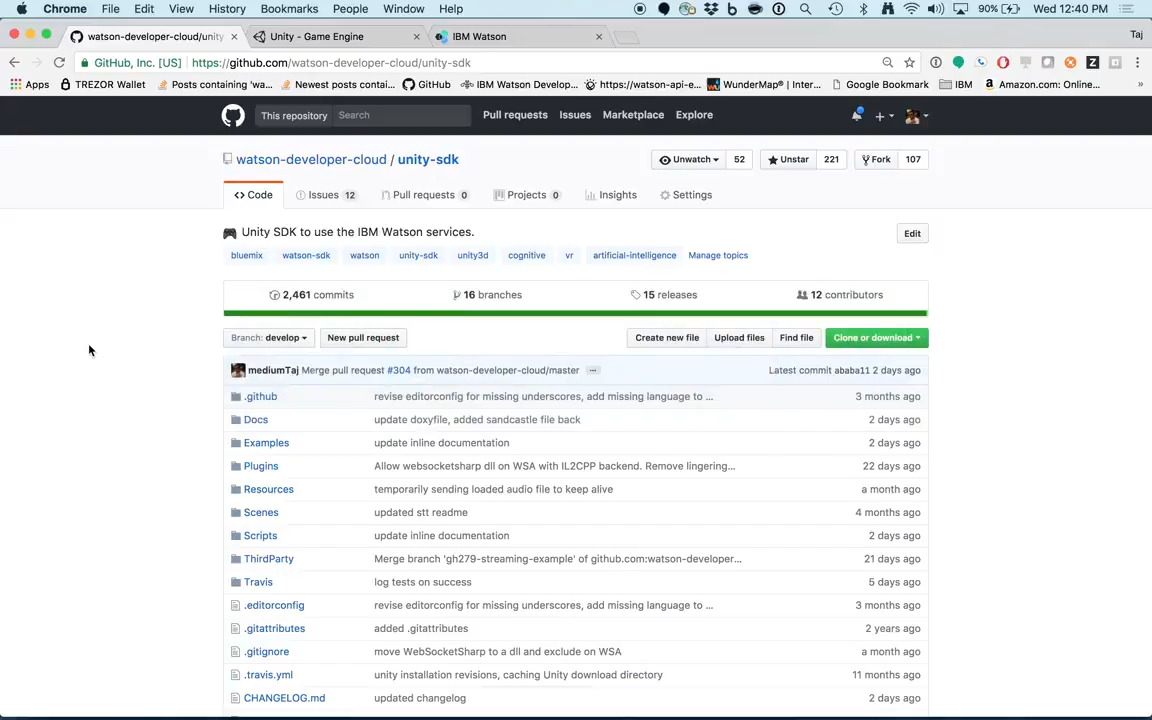 Chrome File Edit View History Bookmarks People Window Help 90% Wed 12:40 PM
watson-developer-cloud/unity Unity - Game Engine IBM Watson Taj
GitHub, Inc. [US] https://github.com/watson-developer-cloud/unity-sdk
Apps TREZOR Wallet Posts containing 'wa... Newest posts contai... GitHub IBM Watson Develop... https://watson-api-e... WunderMap® | Inter... Google Bookmark IBM Amazon.com: Online... »
This repository Search Pull requests Issues Marketplace Explore
watson-developer-cloud / unity-sdk Unwatch 52 Unstar 221 Fork 107
Code Issues 12 Pull requests 0 Projects 0 Insights Settings
Unity SDK to use the IBM Watson services. Edit
bluemix watson-sdk watson unity-sdk unity3d cognitive vr artificial-intelligence Manage topics
2,461 commits 16 branches 15 releases 12 contributors
Branch: develop New pull request Create new file Upload files Find file Clone or download
mediumTaj Merge pull request #304 from watson-developer-cloud/master ... Latest commit ababa11 2 days ago
.github revise editorconfig for missing underscores, add missing language to ... 3 months ago
Docs update doxyfile, added sandcastle file back 2 days ago
Examples update inline documentation 2 days ago
Plugins Allow websocketsharp dll on WSA with IL2CPP backend. Remove lingering... 22 days ago
Resources temporarily sending loaded audio file to keep alive a month ago
Scenes updated stt readme 4 months ago
Scripts update inline documentation 2 days ago
ThirdParty Merge branch 'gh279-streaming-example' of github.com:watson-developer... 21 days ago
Travis log tests on success 5 days ago
.editorconfig revise editorconfig for missing underscores, add missing language to ... 3 months ago
.gitattributes added .gitattributes 2 years ago
.gitignore move WebSocketSharp to a dll and exclude on WSA a month ago
.travis.yml unity installation revisions, caching Unity download directory 11 months ago
CHANGELOG.md updated changelog 2 days ago